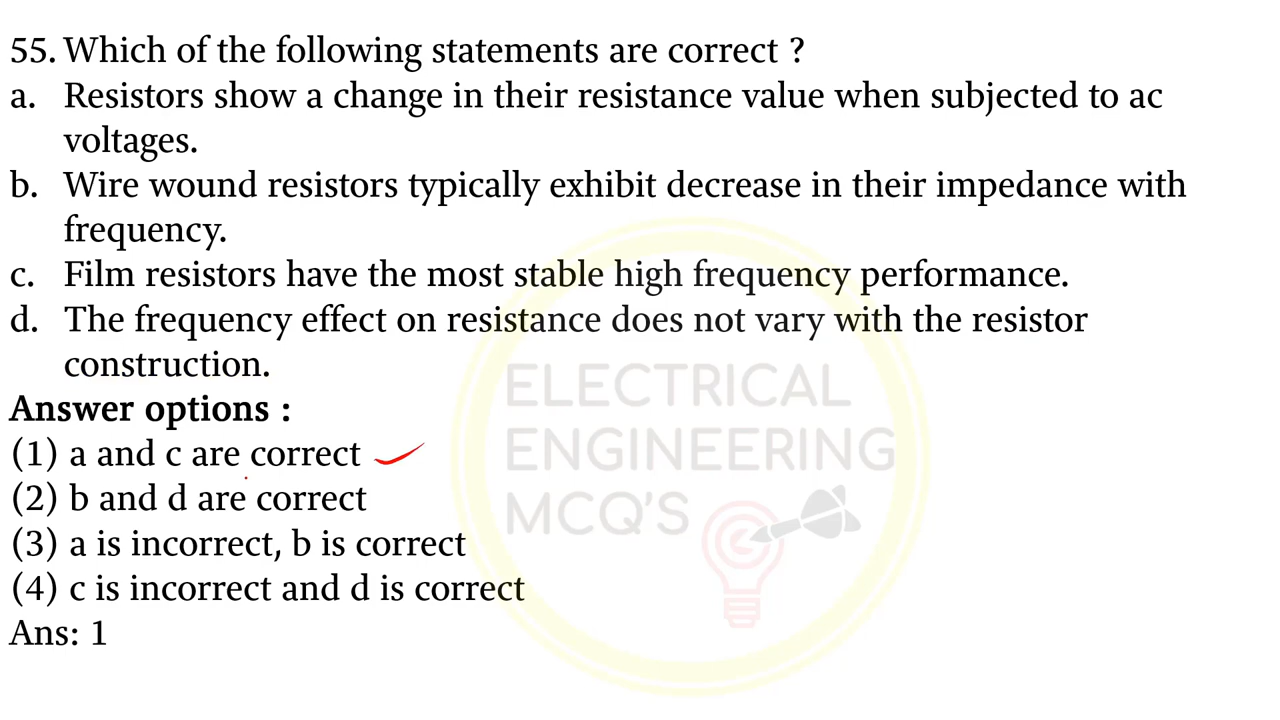 55. Which of the following statements are correct ?
a. Resistors show a change in their resistance value when subjected to ac
voltages.
b. Wire wound resistors typically exhibit decrease in their impedance with
frequency.
c. Film resistors have the most stable high frequency performance.
d. The frequency effect on resistance does not vary with the resistor
construction.
Answer options :
(1) a and c are correct
(2) b and d are correct
(3) a is incorrect, b is correct
(4) c is incorrect and d is correct
Ans: 1
ELECTRICAL
ENGINEERING
MCQ'S